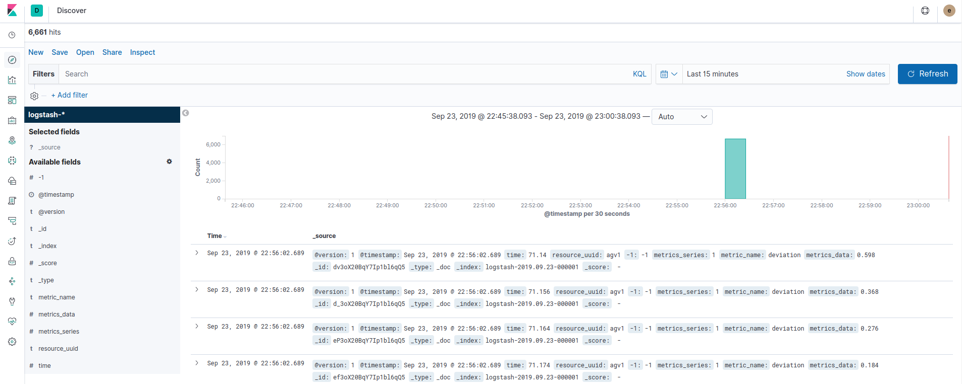 D Discover e
6,661 hits
New Save Open Share Inspect
Filters Search KQL Last 15 minutes Show dates Refresh
+ Add filter
logstash-*
Sep 23, 2019 @ 22:45:38.093 - Sep 23, 2019 @ 23:00:38.093 — Auto
Selected fields
? _source
Available fields
# -1
@timestamp
t @version
t _id
t _index
# _score
t _type
t metric_name
# metrics_data
# metrics_series
t resource_uuid
# time
Count
6,000
4,000
2,000
0
22:46:00 22:47:00 22:48:00 22:49:00 22:50:00 22:51:00 22:52:00 22:53:00 22:54:00 22:55:00 22:56:00 22:57:00 22:58:00 22:59:00 23:00:00
@timestamp per 30 seconds
Time _source
Sep 23, 2019 @ 22:56:02.689 @version: 1 @timestamp: Sep 23, 2019 @ 22:56:02.689 time: 71.14 resource_uuid: agv1 -1: -1 metrics_series: 1 metric_name: deviation metrics_data: 0.598
_id: dv3oX20BqY7Ip1bl6qQ5 _type: _doc _index: logstash-2019.09.23-000001 _score: -
Sep 23, 2019 @ 22:56:02.689 @version: 1 @timestamp: Sep 23, 2019 @ 22:56:02.689 time: 71.156 resource_uuid: agv1 -1: -1 metrics_series: 1 metric_name: deviation metrics_data: 0.368
_id: d_3oX20BqY7Ip1bl6qQ5 _type: _doc _index: logstash-2019.09.23-000001 _score: -
Sep 23, 2019 @ 22:56:02.689 @version: 1 @timestamp: Sep 23, 2019 @ 22:56:02.689 time: 71.164 resource_uuid: agv1 -1: -1 metrics_series: 1 metric_name: deviation metrics_data: 0.276
_id: eP3oX20BqY7Ip1bl6qQ5 _type: _doc _index: logstash-2019.09.23-000001 _score: -
Sep 23, 2019 @ 22:56:02.689 @version: 1 @timestamp: Sep 23, 2019 @ 22:56:02.689 time: 71.174 resource_uuid: agv1 -1: -1 metrics_series: 1 metric_name: deviation metrics_data: 0.184
_id: ef3oX20BqY7Ip1bl6qQ5 _type: _doc _index: logstash-2019.09.23-000001 _score: -